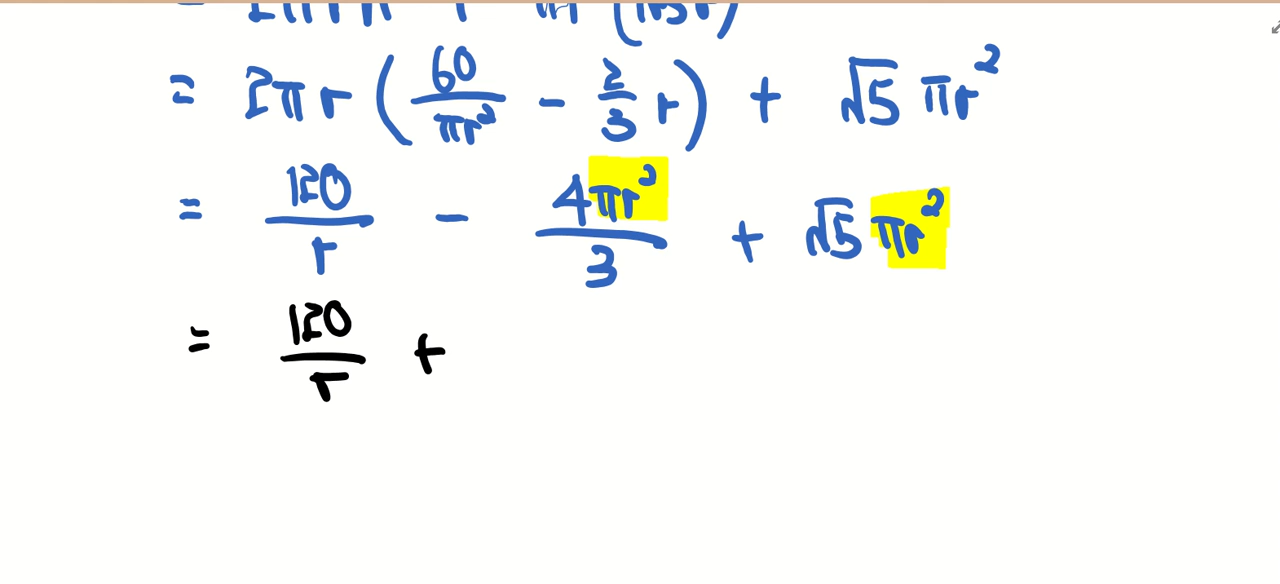 = 2πr (60/πr² - 2/3 r) + √5 πr²
= 120/r - 4πr²/3 + √5 πr²
= 120/r +